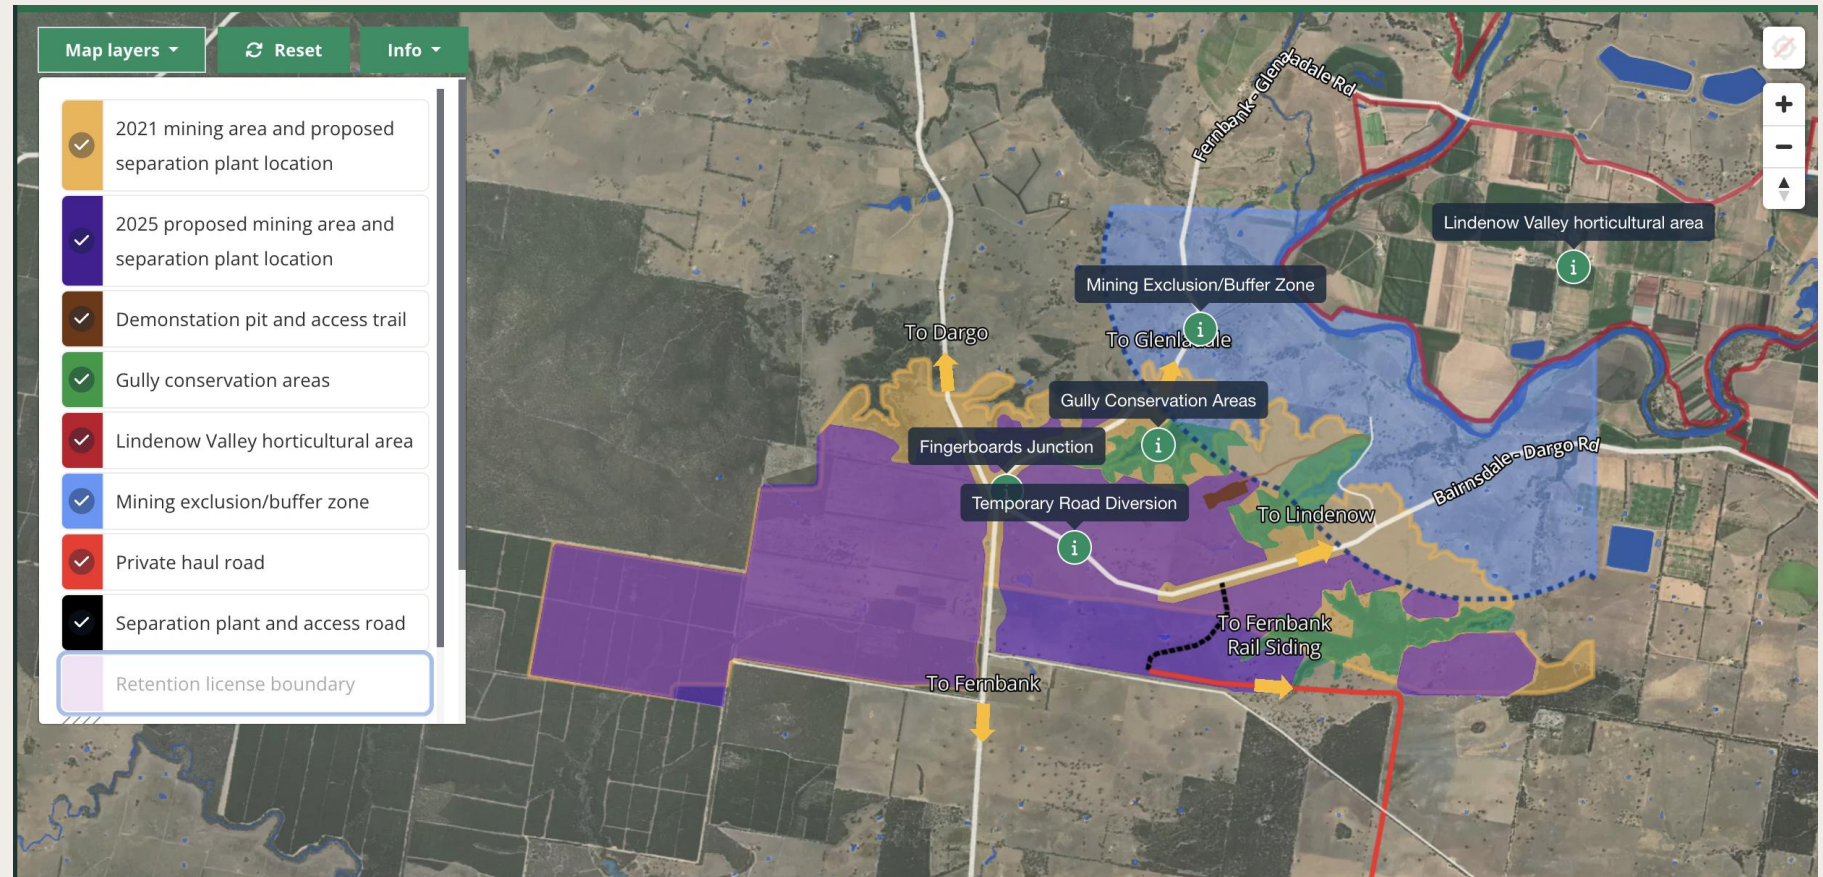 Map layers
Reset
Info
2021 mining area and proposed
separation plant location
2025 proposed mining area and
separation plant location
Demonstation pit and access trail
Gully conservation areas
Lindenow Valley horticultural area
Mining exclusion/buffer zone
Private haul road
Separation plant and access road
Retention license boundary
Fernbank - Glenaladale Rd
Lindenow Valley horticultural area
Mining Exclusion/Buffer Zone
To Dargo
To Glenladale
Gully Conservation Areas
Fingerboards Junction
Bairnsdale - Dargo Rd
Temporary Road Diversion
To Lindenow
To Fernbank
Rail Siding
To Fernbank